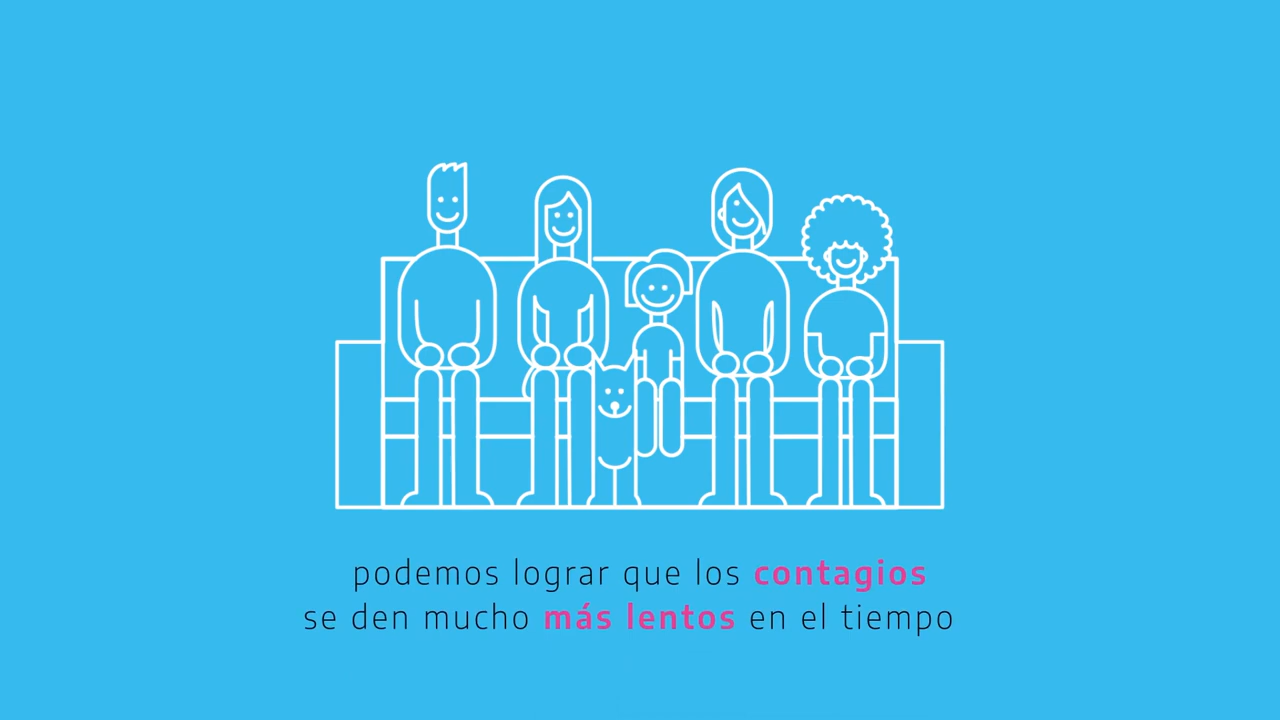 podemos lograr que los contagios
se den mucho más lentos en el tiempo